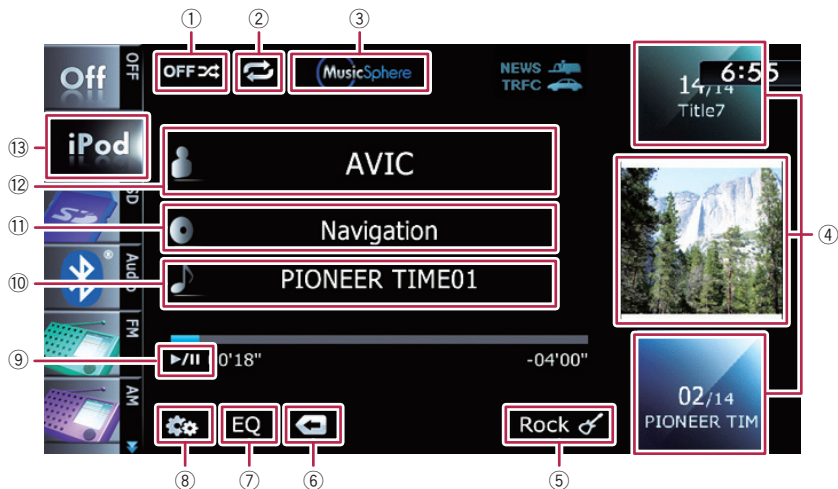 ① ② ③
Off OFF
OFF
MusicSphere
NEWS
TRFC
6:55
14/14
Title7
⑬ iPod
⑫ AVIC
SD
⑪ Navigation
④
Audio
⑩ PIONEER TIME01
FM
⑨ ►/II 0'18" -04'00"
AM
02/14
PIONEER TIM
EQ
Rock
⑧ ⑦ ⑥ ⑤